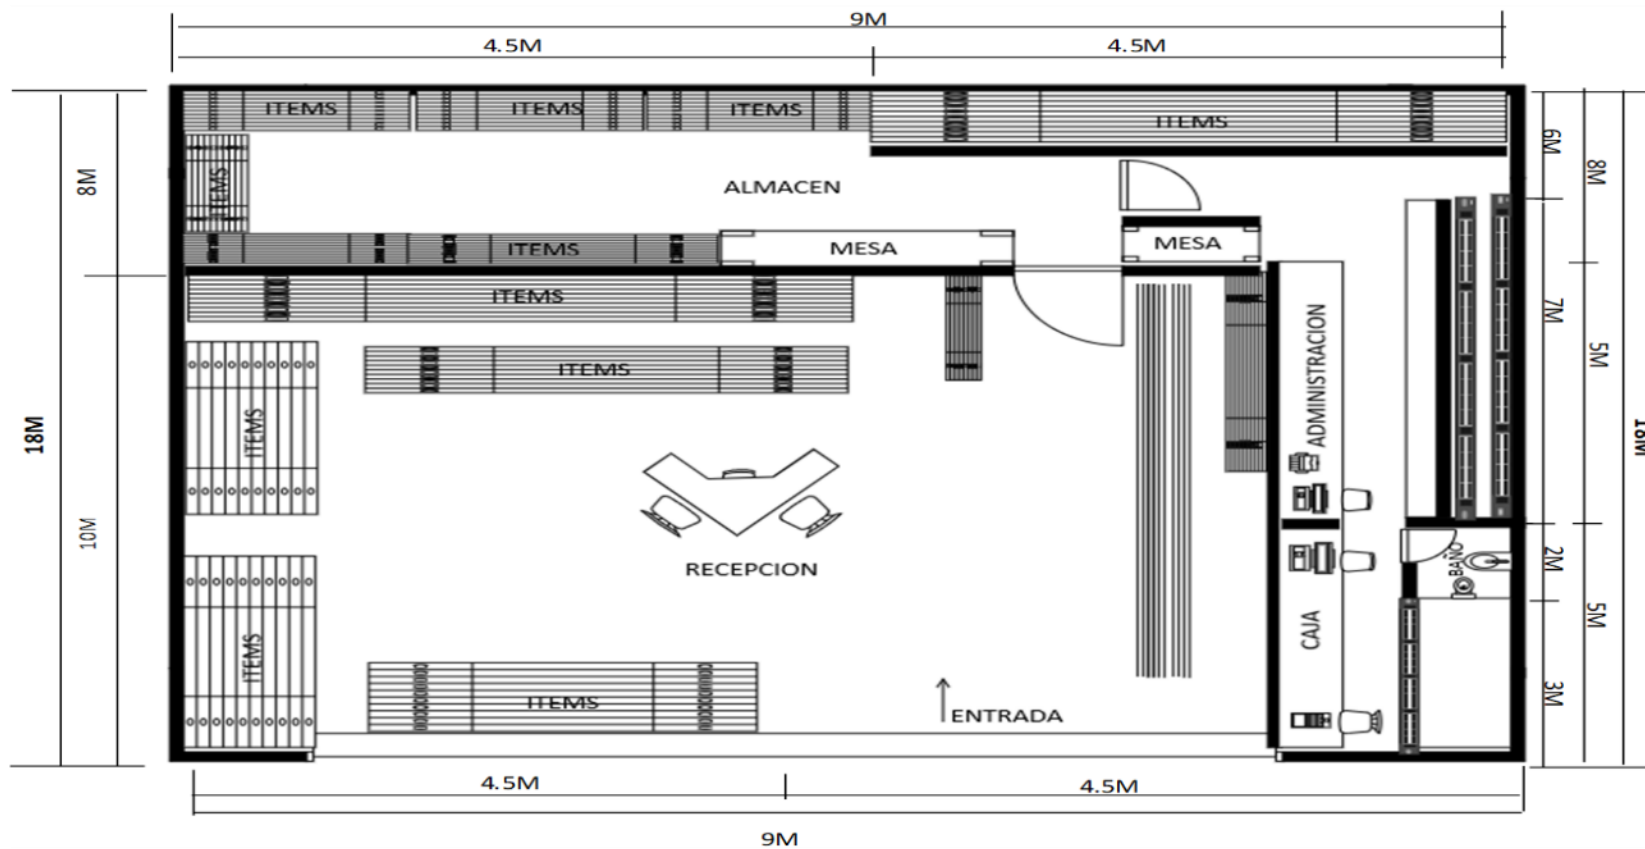 9M
4.5M
4.5M
ITEMS
ITEMS
ITEMS
ITEMS
6M
8M
8M
ITEMS
ALMACEN
ITEMS
MESA
MESA
ITEMS
7M
ADMINISTRACION
5M
ITEMS
18M
ITEMS
18M
10M
RECEPCION
BAÑO
2M
5M
CAJA
ITEMS
ITEMS
ENTRADA
3M
4.5M
4.5M
9M